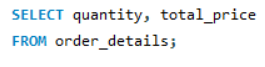 SELECT quantity, total_price
FROM order_details;